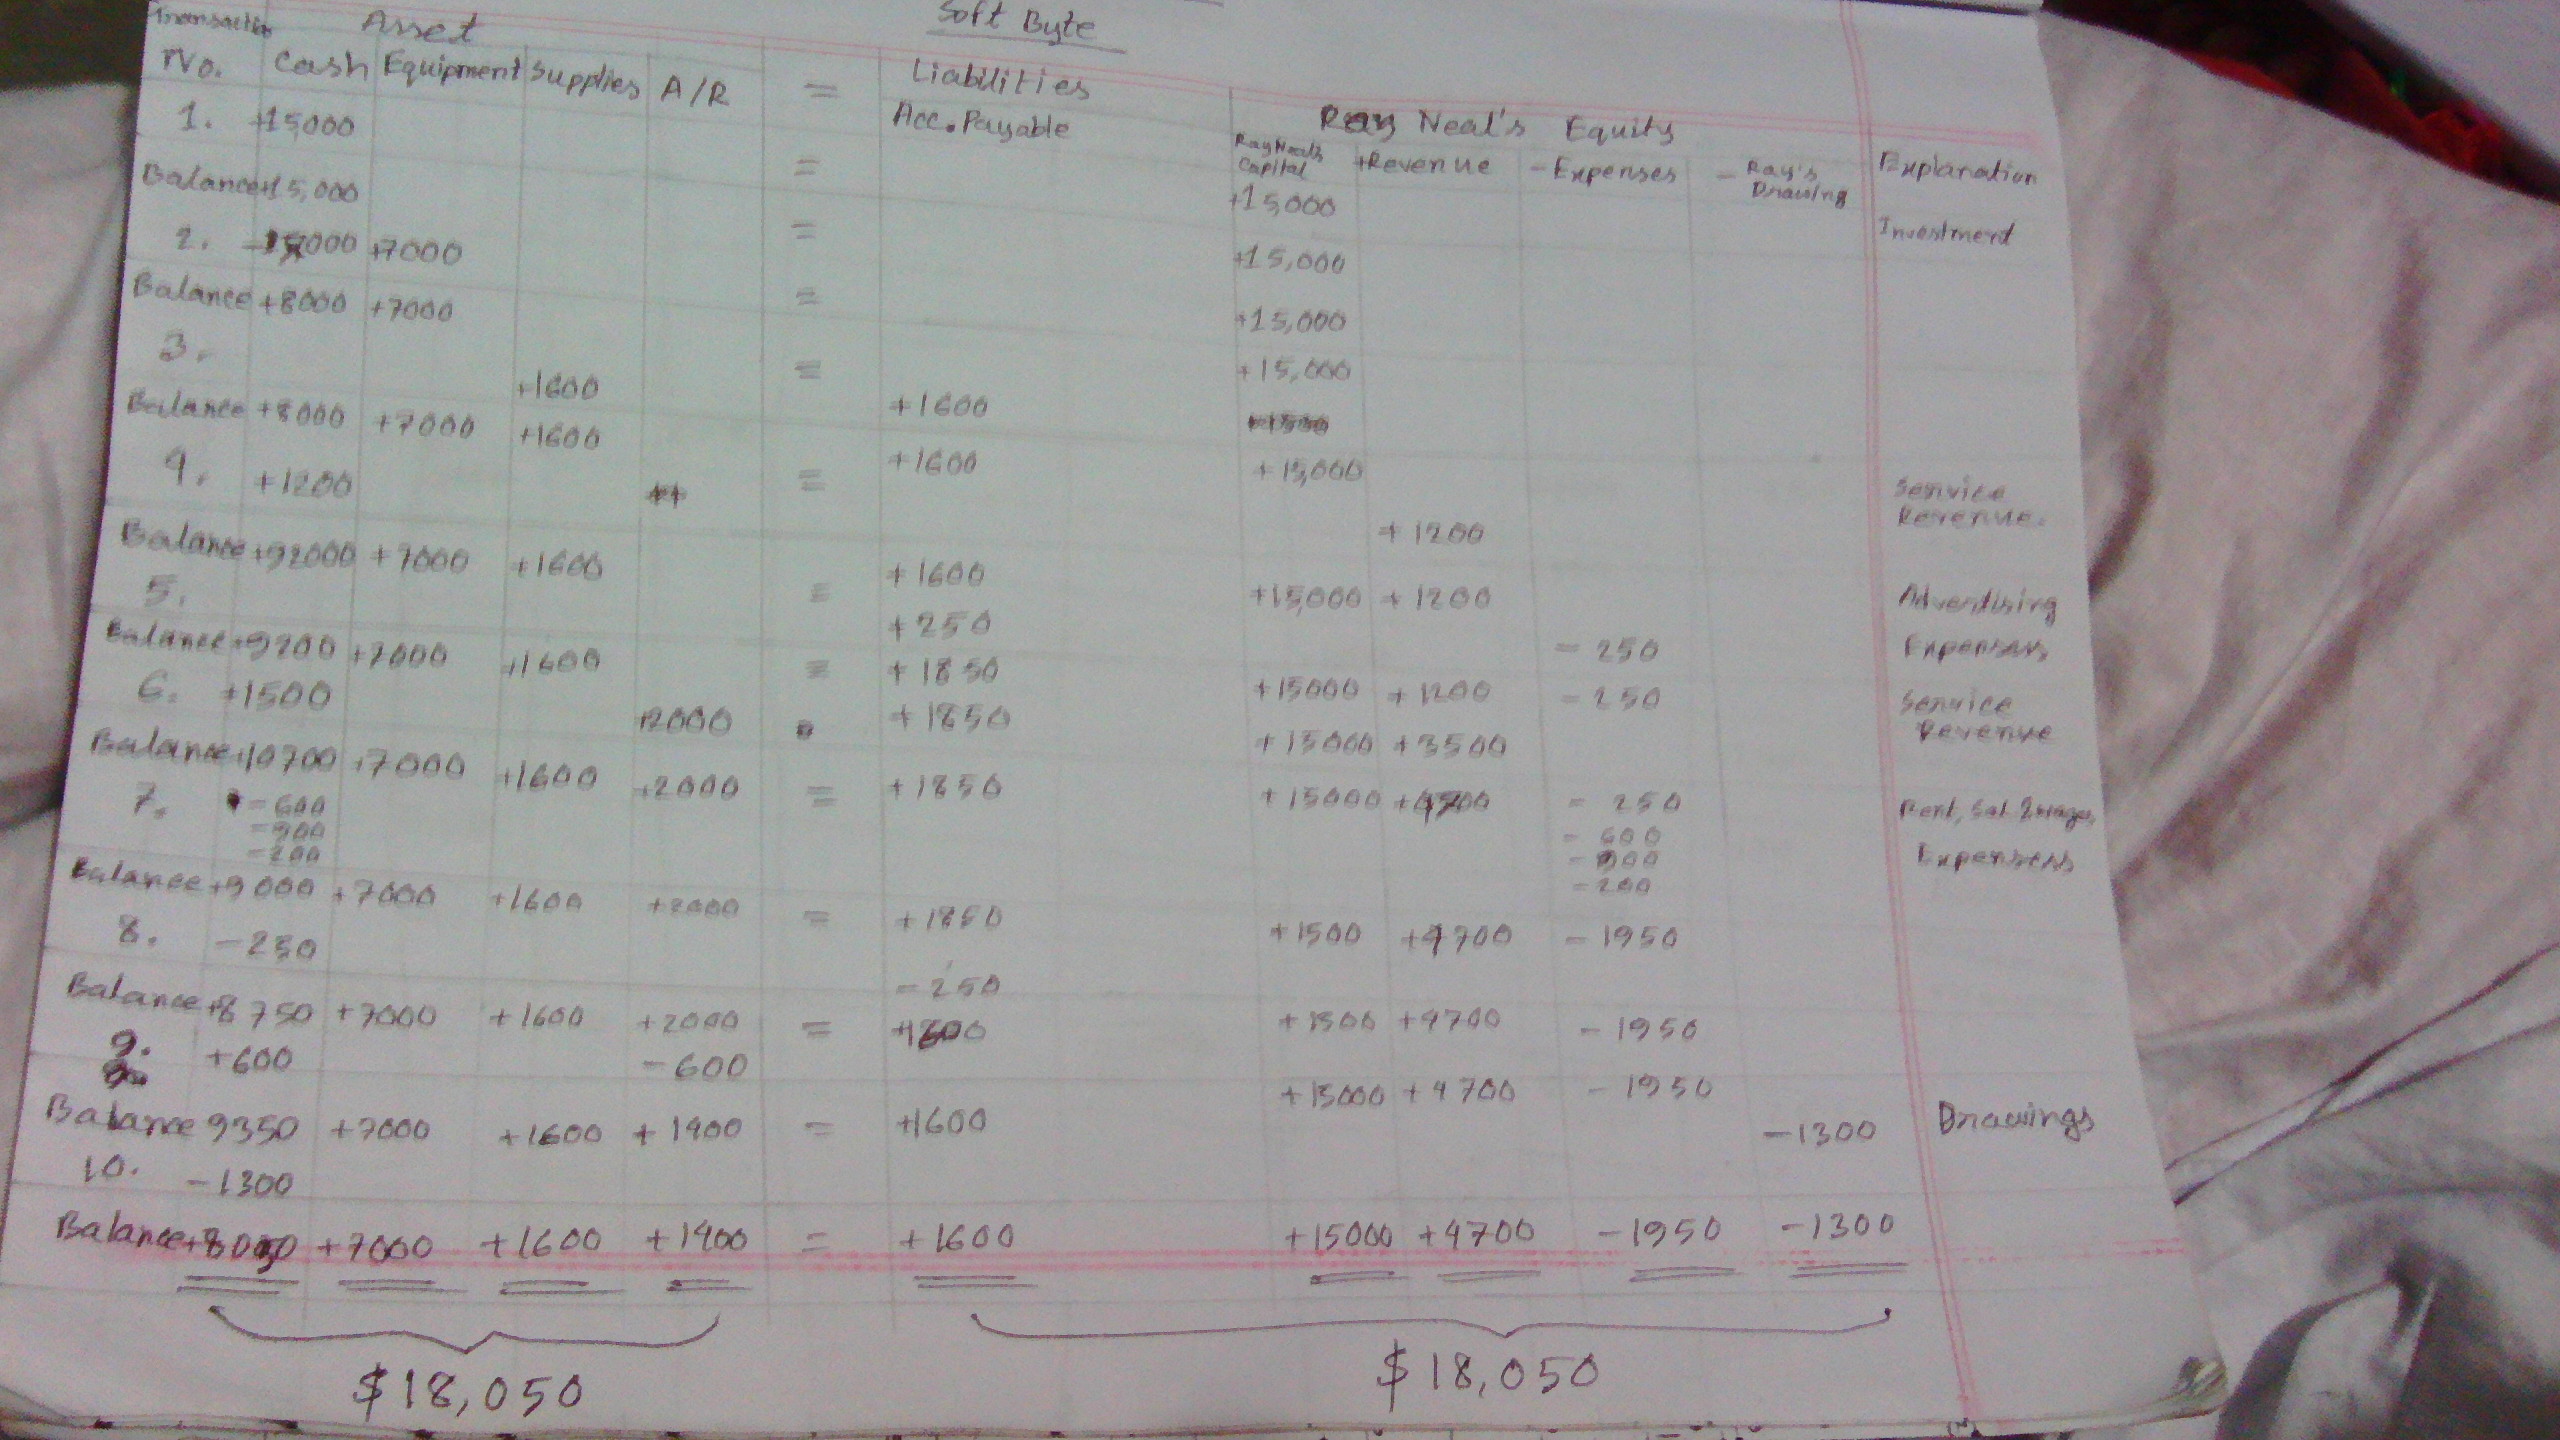 Soft Byte
Transaction Asset
No. Cash Equipment Supplies A/R = Liabilities Ray Neal's Equity
Acc. Payable Ray Neal's Capital +Revenue - Expenses - Ray's Drawing Explanation
1. +15,000 = +15,000 Investment
Balance +15,000 = +15,000
2. +7000 +15,000
Balance +8000 +7000 = +15,000
3. +1600 = +1600
Balance +8000 +7000 +1600 = +1600 +15,000
4. +1200 +1200 Service Revenue.
Balance +92000 +7000 +1600 = +1600 +15,000 +1200
5. +250 - 250 Advertising Expenses
Balance +9200 +7000 +1600 = +1850 +15000 +1200 - 250
6. +1500 +2000 +1850 +15000 +3500 Service Revenue
Balance +10700 +7000 +1600 +2000 = +1850 +15000 +4700 - 250
7. - 600 - 600 Rent, Sal &wages,
- 900 - 900 Expensess
- 200 - 200
Balance +9000 +7000 +1600 +2000 = +1850 +1500 +4700 - 1950
8. -250 -250
Balance +8750 +7000 +1600 +2000 = +1600 +1500 +4700 - 1950
9. +600 -600 +15000 +4700 - 1950
Balance 9350 +7000 +1600 +1400 = +1600
10. -1300 -1300 Drawings
Balance +8050 +7000 +1600 +1400 = +1600 +15000 +4700 -1950 -1300
$18,050 $18,050